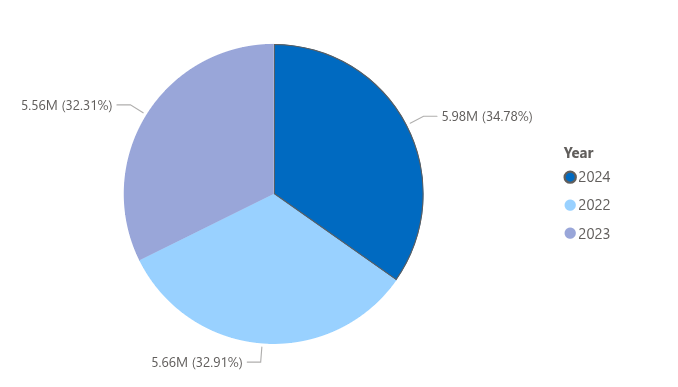 5.56M (32.31%)
5.98M (34.78%)
5.66M (32.91%)
Year
2024
2022
2023